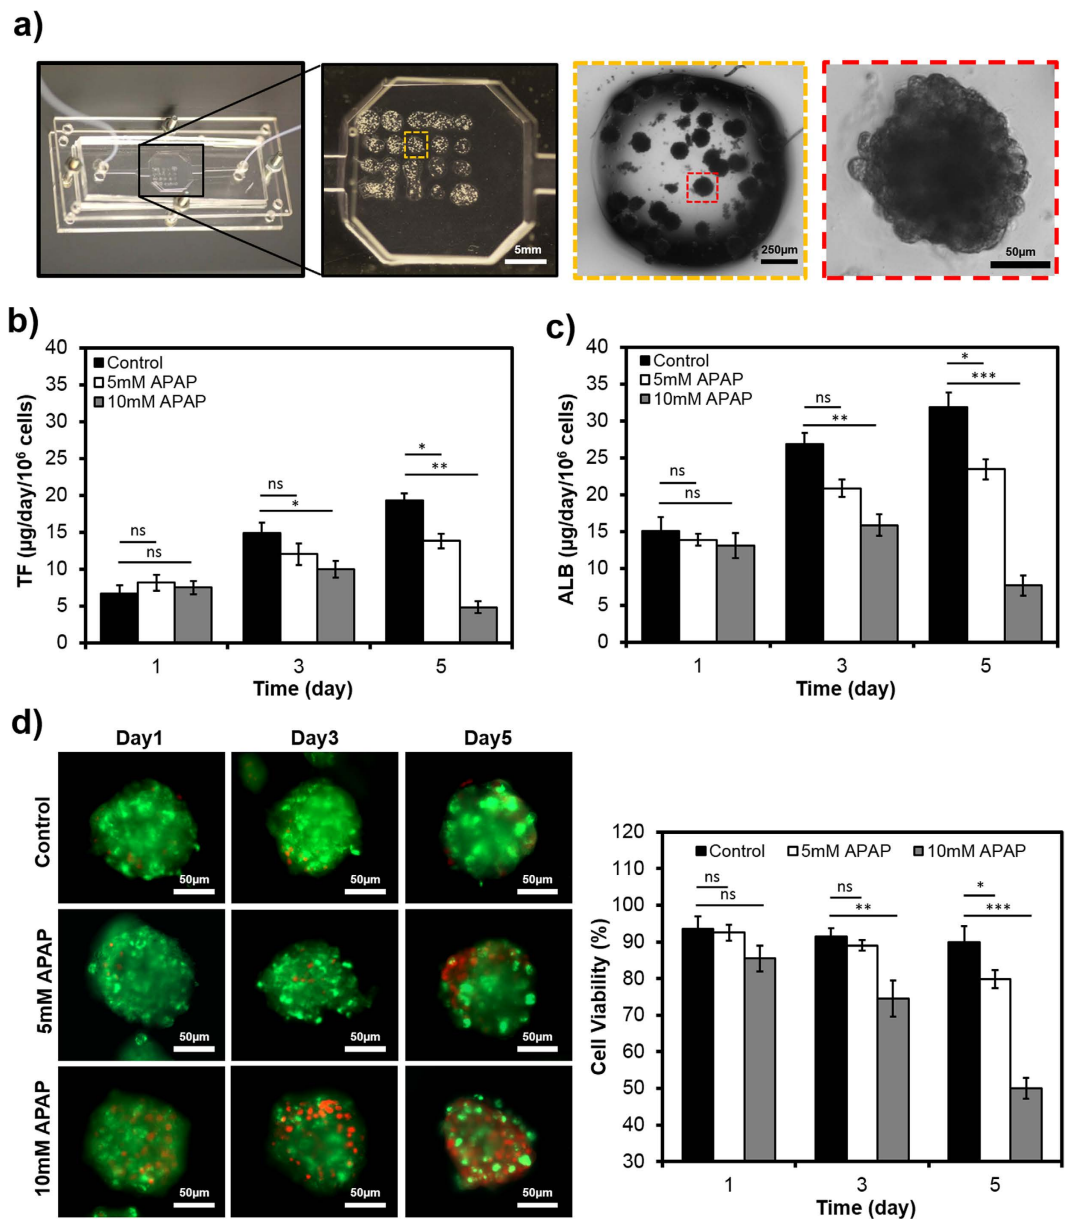 a)
5mm
250µm
50µm
b)
40
35
30
25
20
15
10
5
0
TF (µg/day/10⁶ cells)
Control
5mM APAP
10mM APAP
ns
ns
ns
*
*
**
1
3
5
Time (day)
c)
40
35
30
25
20
15
10
5
0
ALB (µg/day/10⁶ cells)
Control
5mM APAP
10mM APAP
ns
ns
ns
**
*
***
1
3
5
Time (day)
d)
Day1
Day3
Day5
Control
50µm
50µm
50µm
5mM APAP
50µm
50µm
50µm
10mM APAP
50µm
50µm
50µm
120
110
100
90
80
70
60
50
40
30
Cell Viability (%)
Control
5mM APAP
10mM APAP
ns
ns
ns
**
*
***
1
3
5
Time (day)